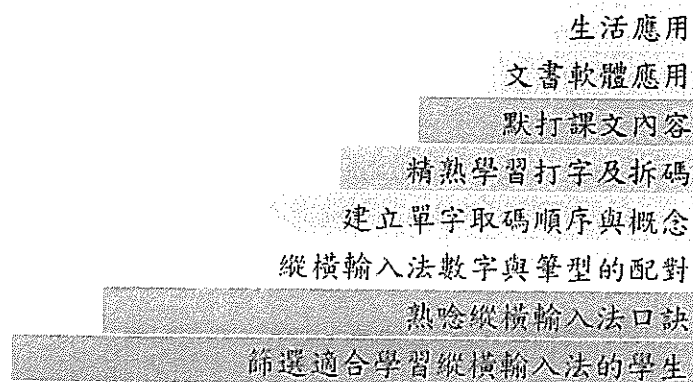 生活應用
文書軟體應用
默打課文內容
精熟學習打字及拆碼
建立單字取碼順序與概念
縱橫輸入法數字與筆型的配對
熟唸縱橫輸入法口訣
篩選適合學習縱橫輸入法的學生